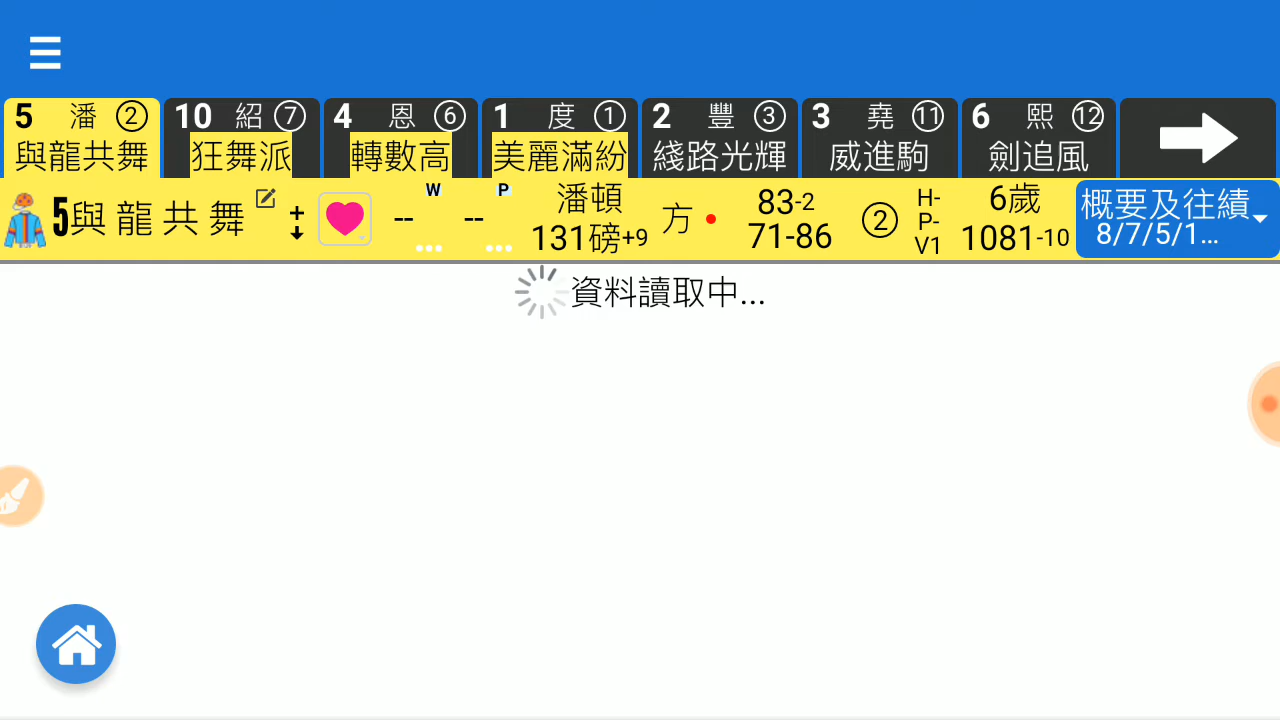 5 潘 ②
與龍共舞
10 紹 ⑦
狂舞派
4 恩 ⑥
轉數高
1 度 ①
美麗滿紛
2 豐 ③
綫路光輝
3 堯 ⑪
威進駒
6 熙 ⑫
劍追風
5與龍共舞
W
--
P
--
潘頓
131磅+9
方
83-2
71-86
②
H-
P-
V1
6歲
1081-10
概要及往績
8/7/5/1...
資料讀取中...